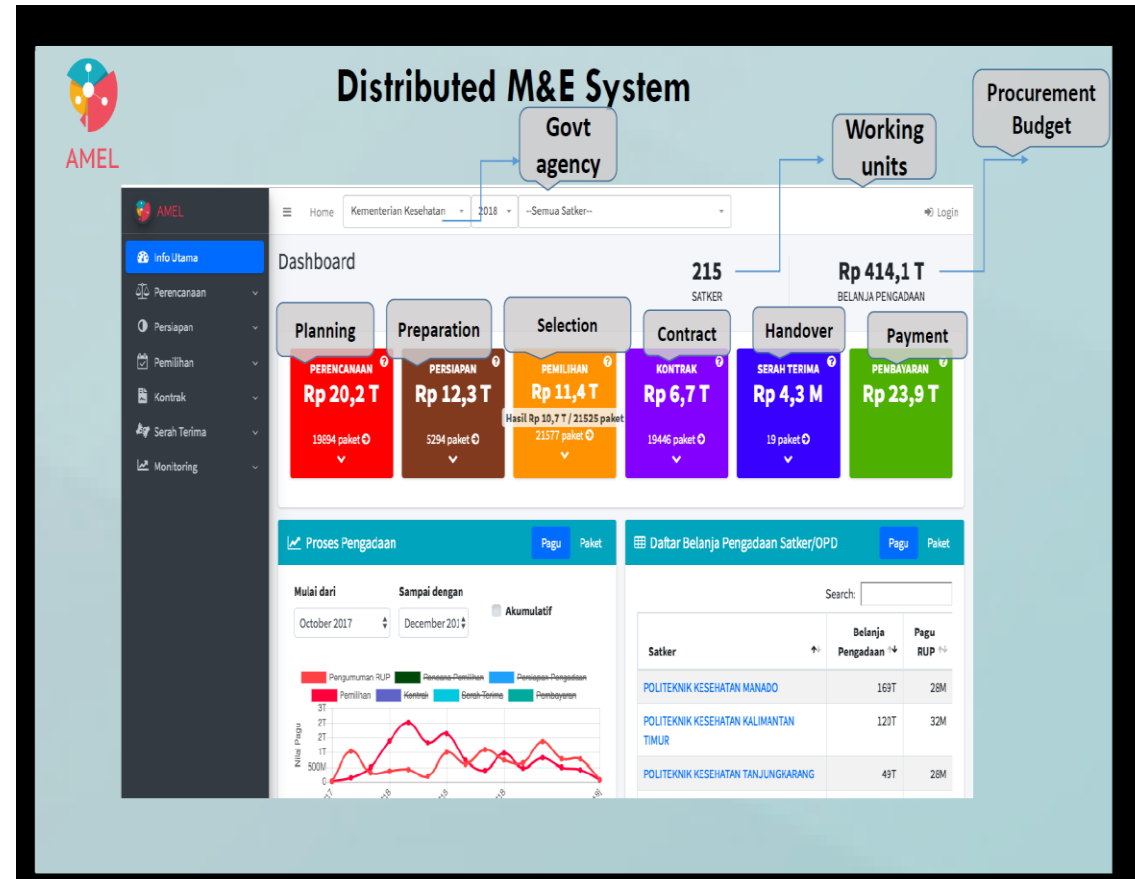 Distributed M&E System
AMEL
Govt
agency
Working
units
Procurement
Budget
AMEL
Home
Kementerian Kesehatan
2018
--Semua Satker--
Login
Info Utama
Perencanaan
Persiapan
Pemilihan
Kontrak
Serah Terima
Monitoring
Dashboard
215
SATKER
Rp 414,1 T
BELANJA PENGADAAN
Planning
Preparation
Selection
Contract
Handover
Payment
PERENCANAAN ?
Rp 20,2 T
19894 paket
PERSIAPAN ?
Rp 12,3 T
5294 paket
PEMILIHAN ?
Rp 11,4 T
Hasil Rp 10,7 T / 21525 paket
21577 paket
KONTRAK ?
Rp 6,7 T
19446 paket
SERAH TERIMA ?
Rp 4,3 M
19 paket
PEMBAYARAN ?
Rp 23,9 T
Proses Pengadaan
Pagu
Paket
Mulai dari
Sampai dengan
October 2017
December 201
Akumulatif
Pengumuman RUP
Rencana Pemilihan
Persiapan Pengadaan
Pemilihan
Kontrak
Serah Terima
Pembayaran
Nilai Pagu
3T
2T
2T
1T
500M
0
Daftar Belanja Pengadaan Satker/OPD
Pagu
Paket
Search:
Satker
Belanja
Pengadaan
Pagu
RUP
POLITEKNIK KESEHATAN MANADO
169T
28M
POLITEKNIK KESEHATAN KALIMANTAN
TIMUR
120T
32M
POLITEKNIK KESEHATAN TANJUNGKARANG
49T
28M